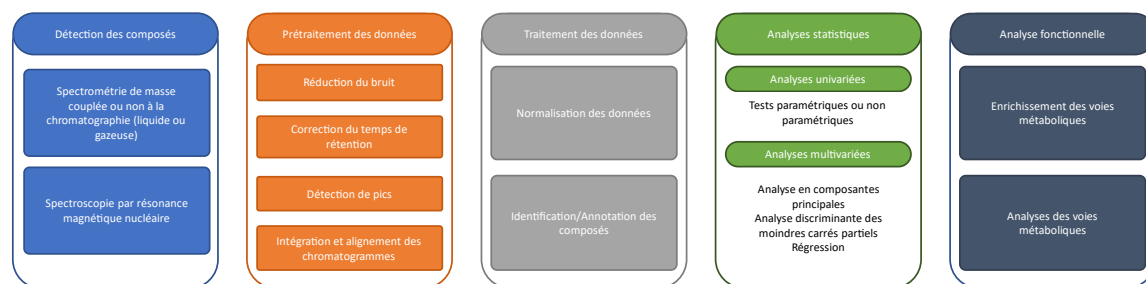 Détection des composés
Spectrométrie de masse
couplée ou non à la
chromatographie (liquide ou
gazeuse)
Spectroscopie par résonance
magnétique nucléaire
Prétraitement des données
Réduction du bruit
Correction du temps de
rétention
Détection de pics
Intégration et alignement des
chromatogrammes
Traitement des données
Normalisation des données
Identification/Annotation des
composés
Analyses statistiques
Analyses univariées
Tests paramétriques ou non
paramétriques
Analyses multivariées
Analyse en composantes
principales
Analyse discriminante des
moindres carrés partiels
Régression
Analyse fonctionnelle
Enrichissement des voies
métaboliques
Analyses des voies
métaboliques